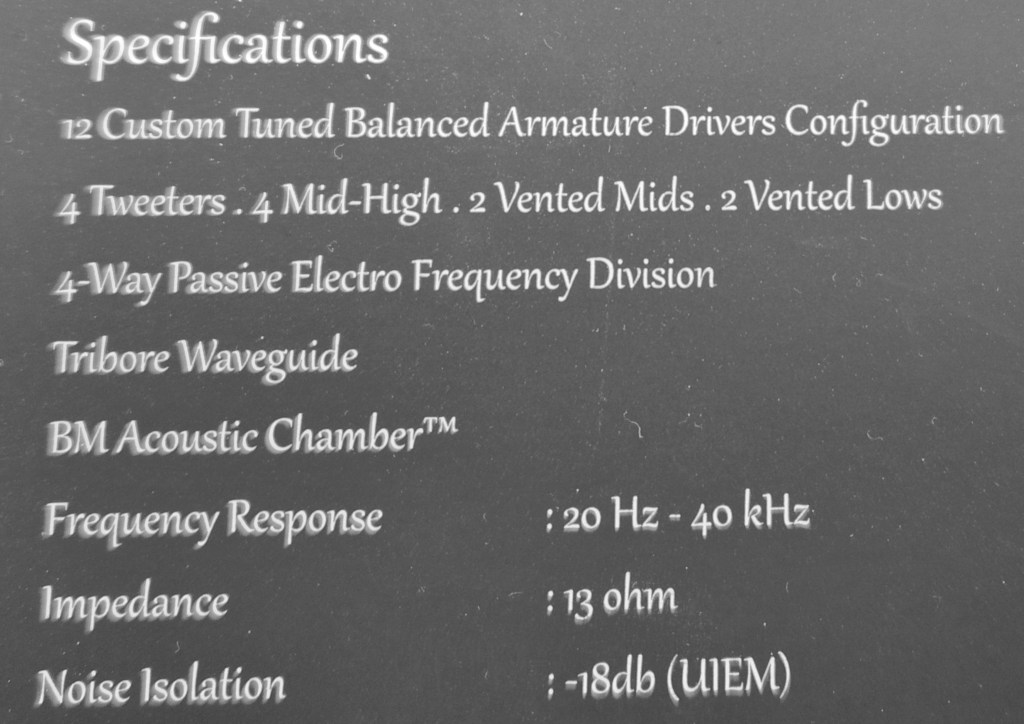 Specifications
12 Custom Tuned Balanced Armature Drivers Configuration
4 Tweeters . 4 Mid-High . 2 Vented Mids . 2 Vented Lows
4-Way Passive Electro Frequency Division
Tribore Waveguide
BM Acoustic Chamber™
Frequency Response : 20 Hz - 40 kHz
Impedance : 13 ohm
Noise Isolation : -18db (UIEM)